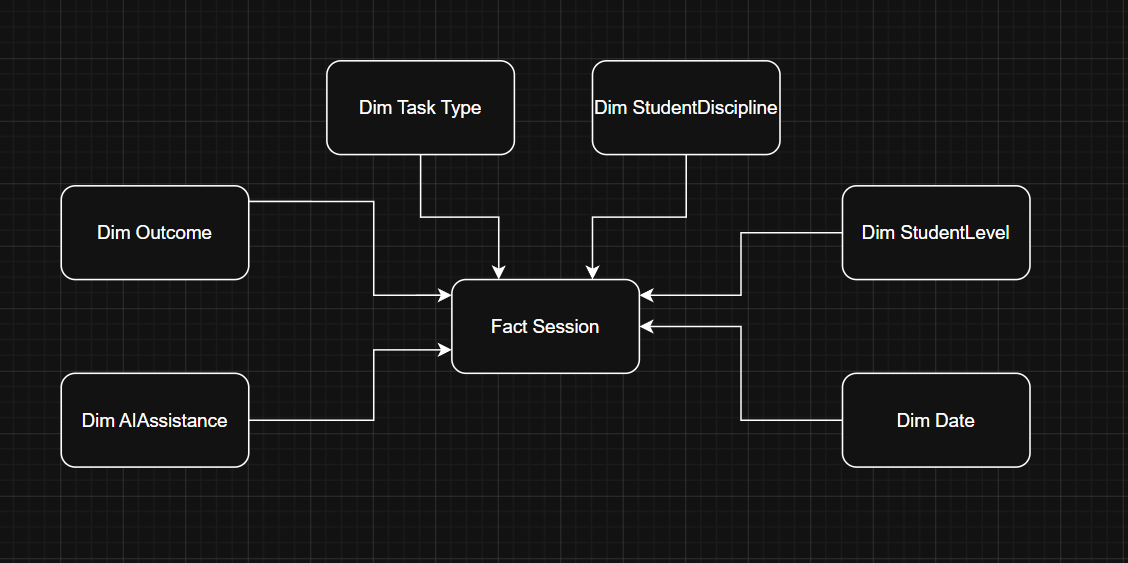 Dim Task Type
Dim StudentDiscipline
Dim Outcome
Dim StudentLevel
Fact Session
Dim AIAssistance
Dim Date